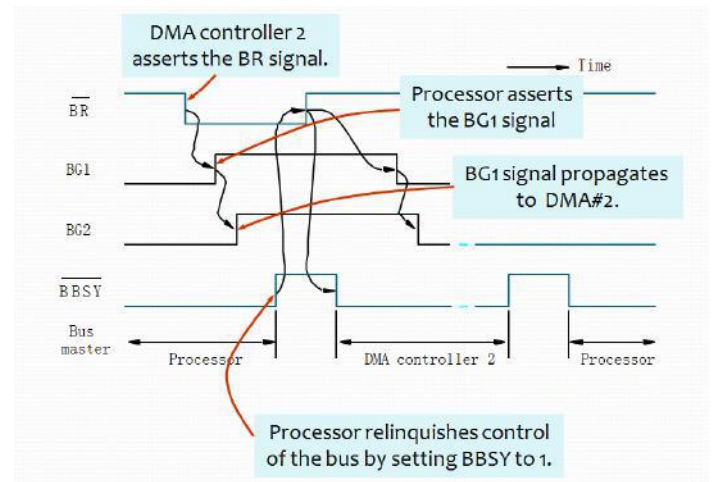 DMA controller 2
asserts the BR signal.
Time
BR
Processor asserts
the BG1 signal
BG1
BG1 signal propagates
to DMA#2.
BG2
BBSY
Bus
master
Processor
DMA controller 2
Processor
Processor relinquishes control
of the bus by setting BBSY to 1.